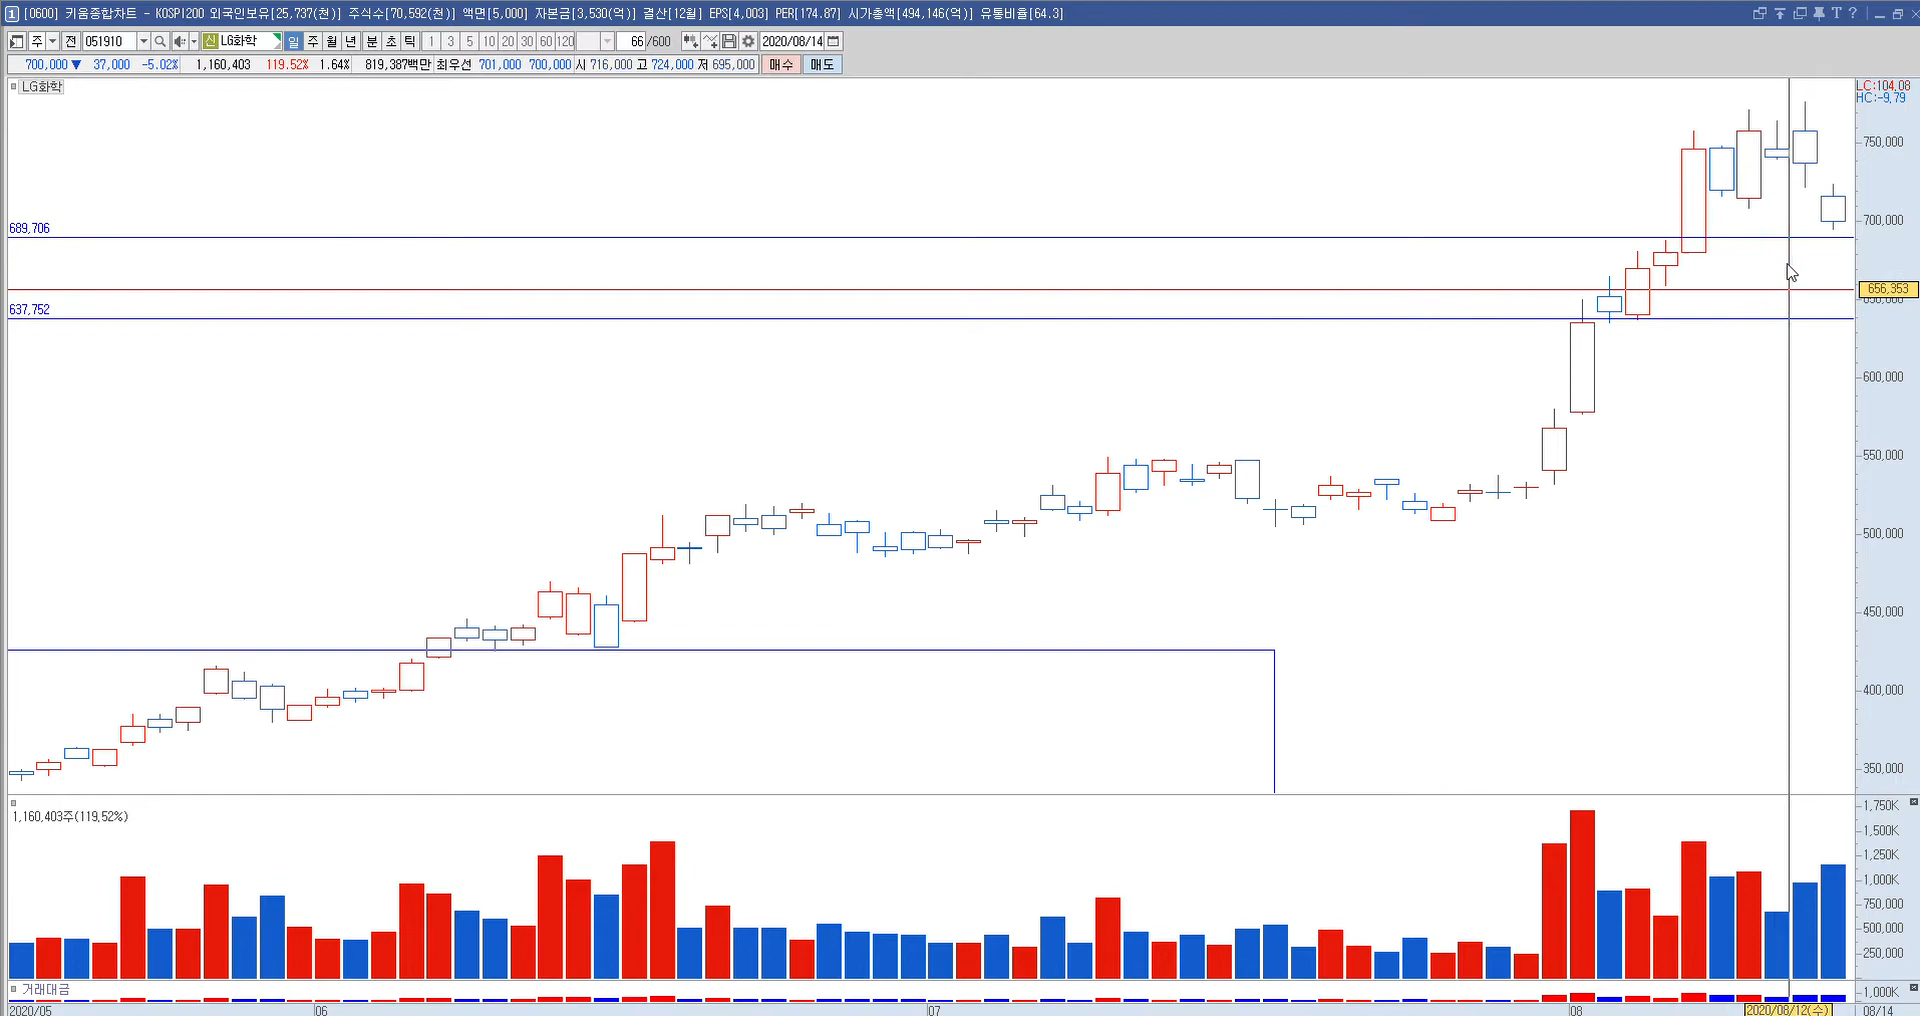 1 [0600] 키움종합차트 - KOSPI200 외국인보유[25,737(천)] 주식수[70,592(천)] 액면[5,000] 자본금[3,530(억)] 결산[12월] EPS[4,003] PER[174.87] 시가총액[494,146(억)] 유통비율[64.3] T ?
주 전 051910 신 LG화학 일 주 월 년 분 초 틱 1 3 5 10 20 30 60 120 66 /600 2020/08/14
700,000 ▼ 37,000 -5.02% 1,160,403 119.52% 1.64% 819,387백만 최우선 701,000 700,000 시 716,000 고 724,000 저 695,000 매수 매도
LG화학
LC:104.08
HC:-9.79
750,000
700,000
689,706
656,353
650,000
637,752
600,000
550,000
500,000
450,000
400,000
350,000
1,160,403주(119.52%)
1,750K
1,500K
1,250K
1,000K
750,000
500,000
250,000
거래대금
1,000K
2020/05 06 07 08 2020/08/12(수) 08/14